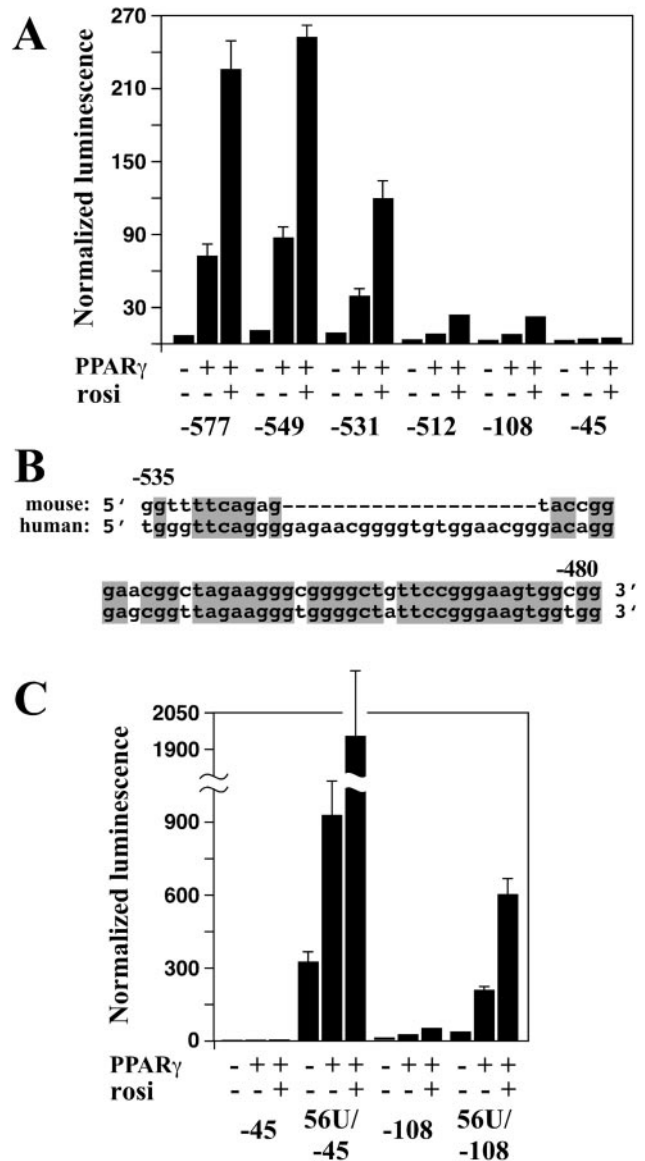 A
Normalized luminescence
270
210
150
90
30
PPARγ - + + - + + - + + - + + - + + - + +
rosi - - + - - + - - + - - + - - + - - +
-577 -549 -531 -512 -108 -45
B
-535
mouse: 5' ggttttcagag--------------------taccgg
human: 5' tgggttcaggggagaacggggtgtggaacgggacagg
-480
gaacggctagaagggcggggctgttccgggaagtggcgg 3'
gagcggttagaagggtggggctattccgggaagtggtgg 3'
C
Normalized luminescence
2050
1900
900
600
300
0
PPARγ - + + - + + - + + - + +
rosi - - + - - + - - + - - +
-45 56U/-45 -108 56U/-108